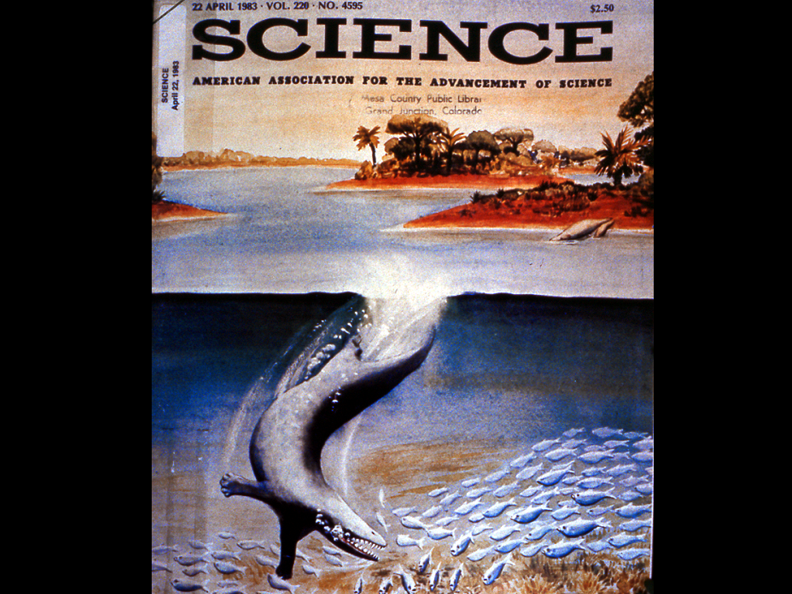 22 APRIL 1983 · VOL. 220 · NO. 4595
$2.50
SCIENCE
AMERICAN ASSOCIATION FOR THE ADVANCEMENT OF SCIENCE
SCIENCE
April 22, 1983
Mesa County Public Librar
Grand Junction, Colorado